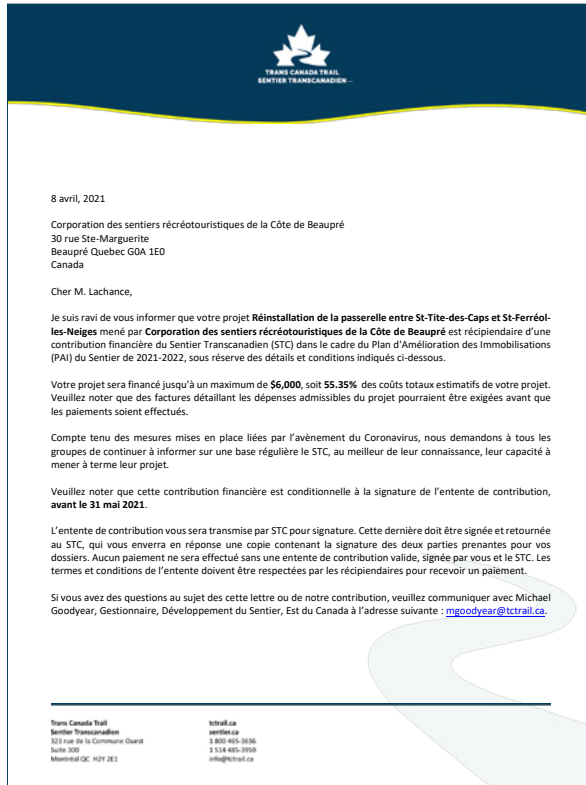 TRANS CANADA TRAIL
SENTIER TRANSCANADIEN
8 avril, 2021
Corporation des sentiers récréotouristiques de la Côte de Beaupré
30 rue Ste-Marguerite
Beaupré Quebec G0A 1E0
Canada
Cher M. Lachance,
Je suis ravi de vous informer que votre projet Réinstallation de la passerelle entre St-Tite-des-Caps et St-Ferréol-
les-Neiges mené par Corporation des sentiers récréotouristiques de la Côte de Beaupré est récipiendaire d'une
contribution financière du Sentier Transcanadien (STC) dans le cadre du Plan d'Amélioration des Immobilisations
(PAI) du Sentier de 2021-2022, sous réserve des détails et conditions indiqués ci-dessous.
Votre projet sera financé jusqu'à un maximum de $6,000, soit 55.35% des coûts totaux estimatifs de votre projet.
Veuillez noter que des factures détaillant les dépenses admissibles du projet pourraient être exigées avant que
les paiements soient effectués.
Compte tenu des mesures mises en place liées par l'avènement du Coronavirus, nous demandons à tous les
groupes de continuer à informer sur une base régulière le STC, au meilleur de leur connaissance, leur capacité à
mener à terme leur projet.
Veuillez noter que cette contribution financière est conditionnelle à la signature de l'entente de contribution,
avant le 31 mai 2021.
L'entente de contribution vous sera transmise par STC pour signature. Cette dernière doit être signée et retournée
au STC, qui vous enverra en réponse une copie contenant la signature des deux parties prenantes pour vos
dossiers. Aucun paiement ne sera effectué sans une entente de contribution valide, signée par vous et le STC. Les
termes et conditions de l'entente doivent être respectées par les récipiendaires pour recevoir un paiement.
Si vous avez des questions au sujet des cette lettre ou de notre contribution, veuillez communiquer avec Michael
Goodyear, Gestionnaire, Développement du Sentier, Est du Canada à l'adresse suivante : mgoodyear@tctrail.ca.
Trans Canada Trail
Sentier Transcanadien
321 rue de la Commune Ouest
Suite 300
Montréal QC H2Y 2E1
tctrail.ca
sentier.ca
1 800 465-3636
1 514 485-3959
info@tctrail.ca